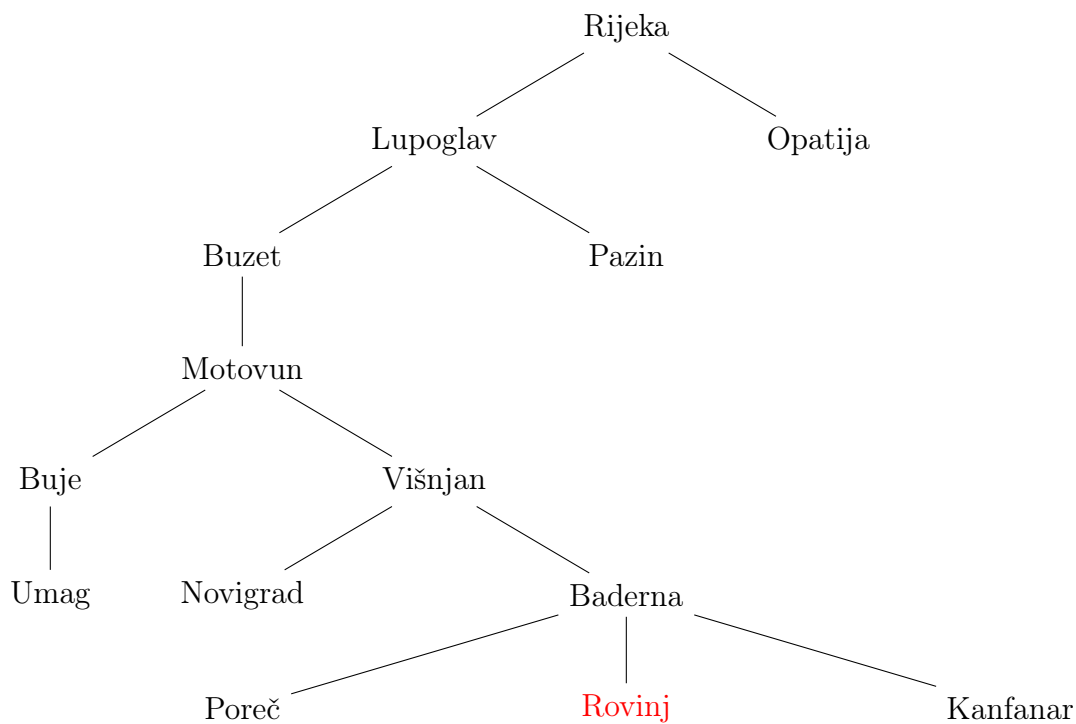 Rijeka
Lupoglav Opatija
Buzet Pazin
Motovun
Buje Višnjan
Umag Novigrad Baderna
Poreč Rovinj Kanfanar